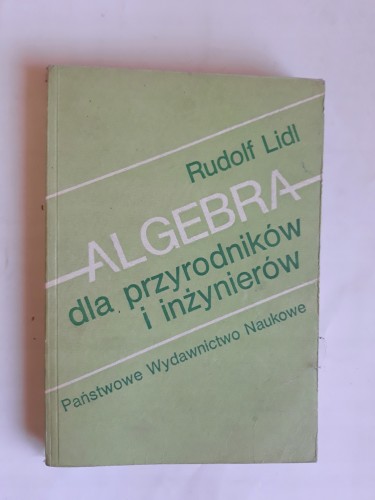 Rudolf Lidl
ALGEBRA
dla przyrodników
i inżynierów
Państwowe Wydawnictwo Naukowe